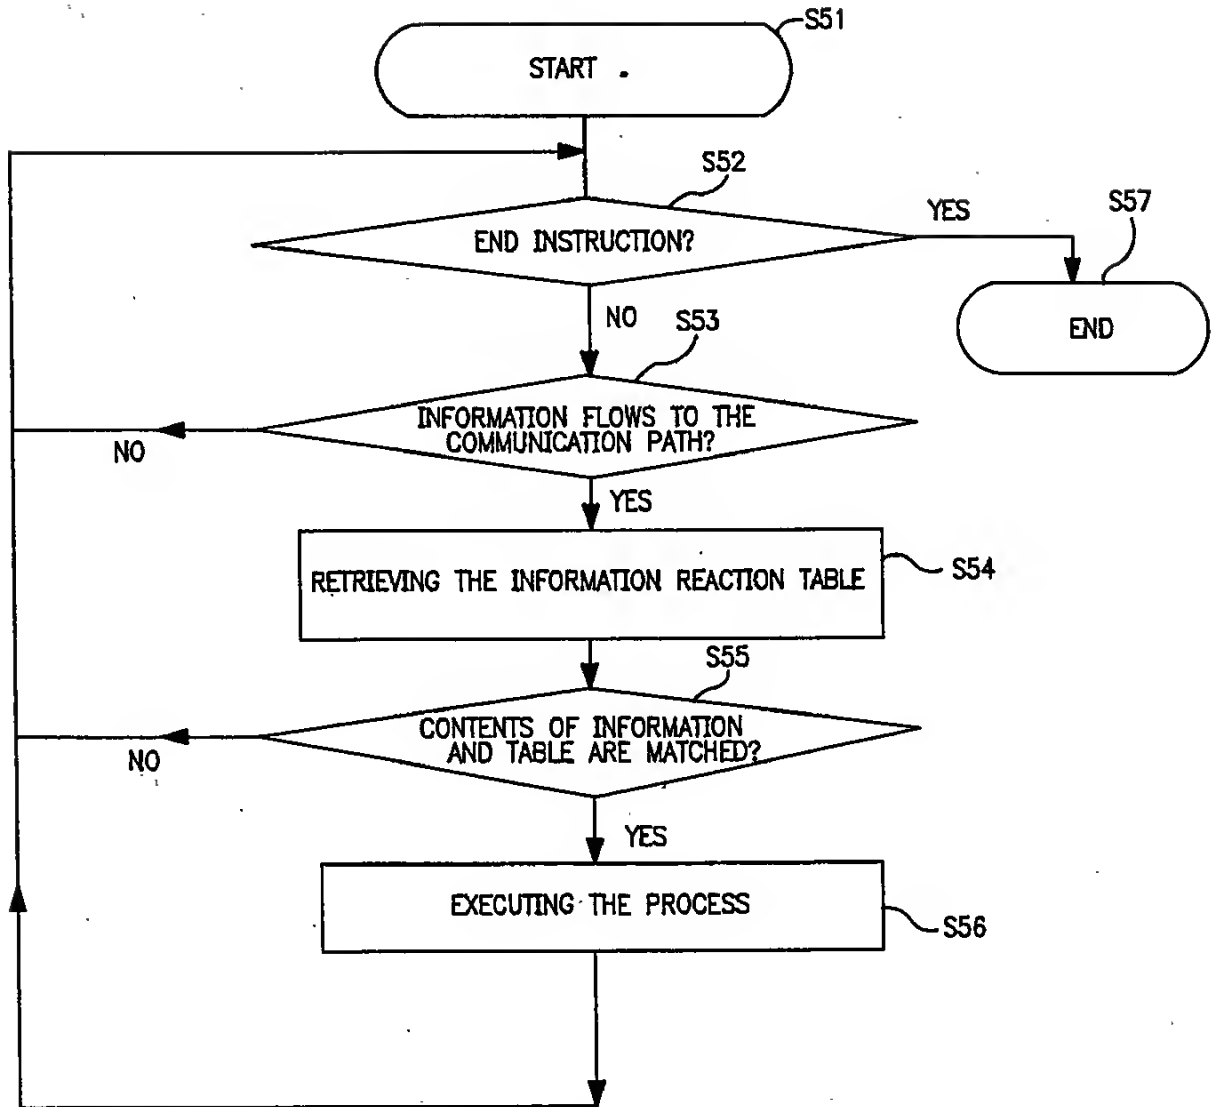 S51
START
S52
END INSTRUCTION?
YES
S57
END
NO
S53
INFORMATION FLOWS TO THE
COMMUNICATION PATH?
NO
YES
RETRIEVING THE INFORMATION REACTION TABLE
S54
S55
CONTENTS OF INFORMATION
AND TABLE ARE MATCHED?
NO
YES
EXECUTING THE PROCESS
S56